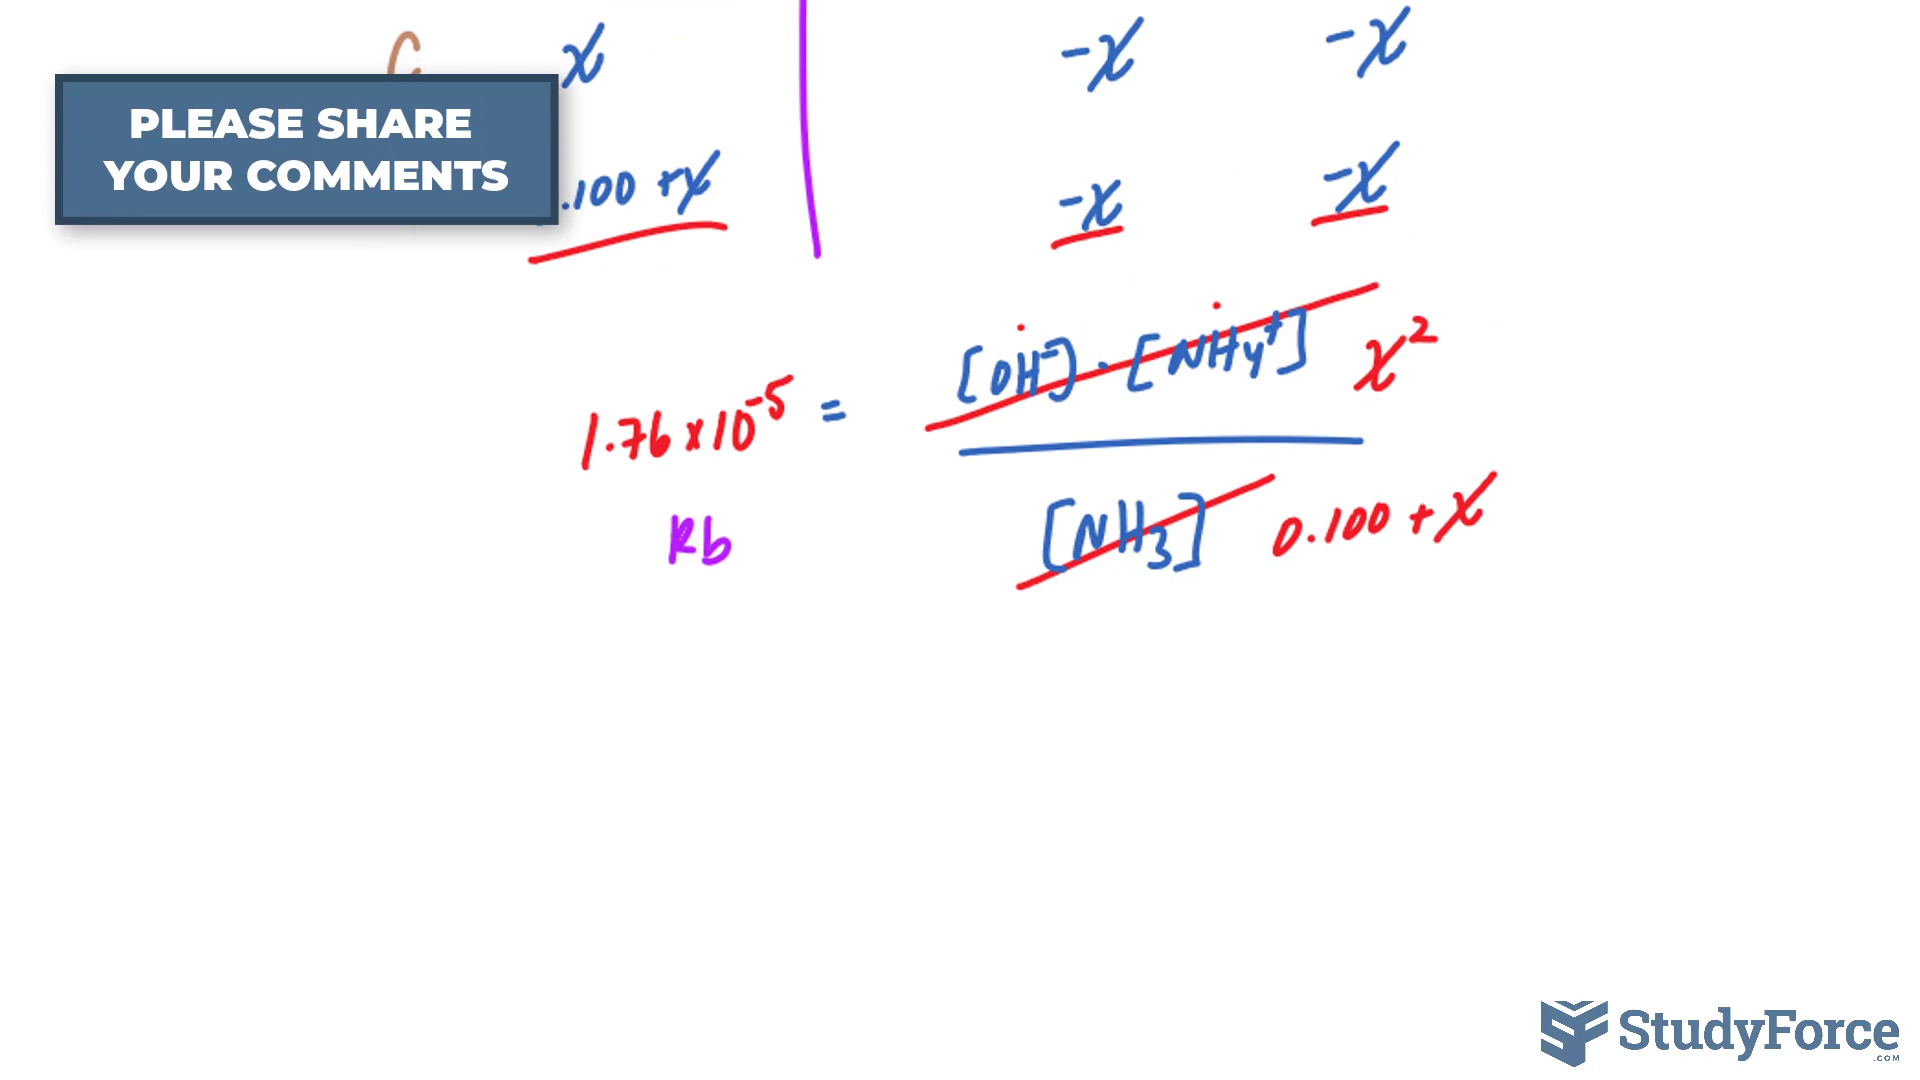 C x -x -x
PLEASE SHARE
YOUR COMMENTS
.100 +x -x -x
1.76 x 10⁻⁵ = [OH⁻] · [NH4⁺] x²
[NH3] 0.100 + x
Kb
StudyForce
.COM